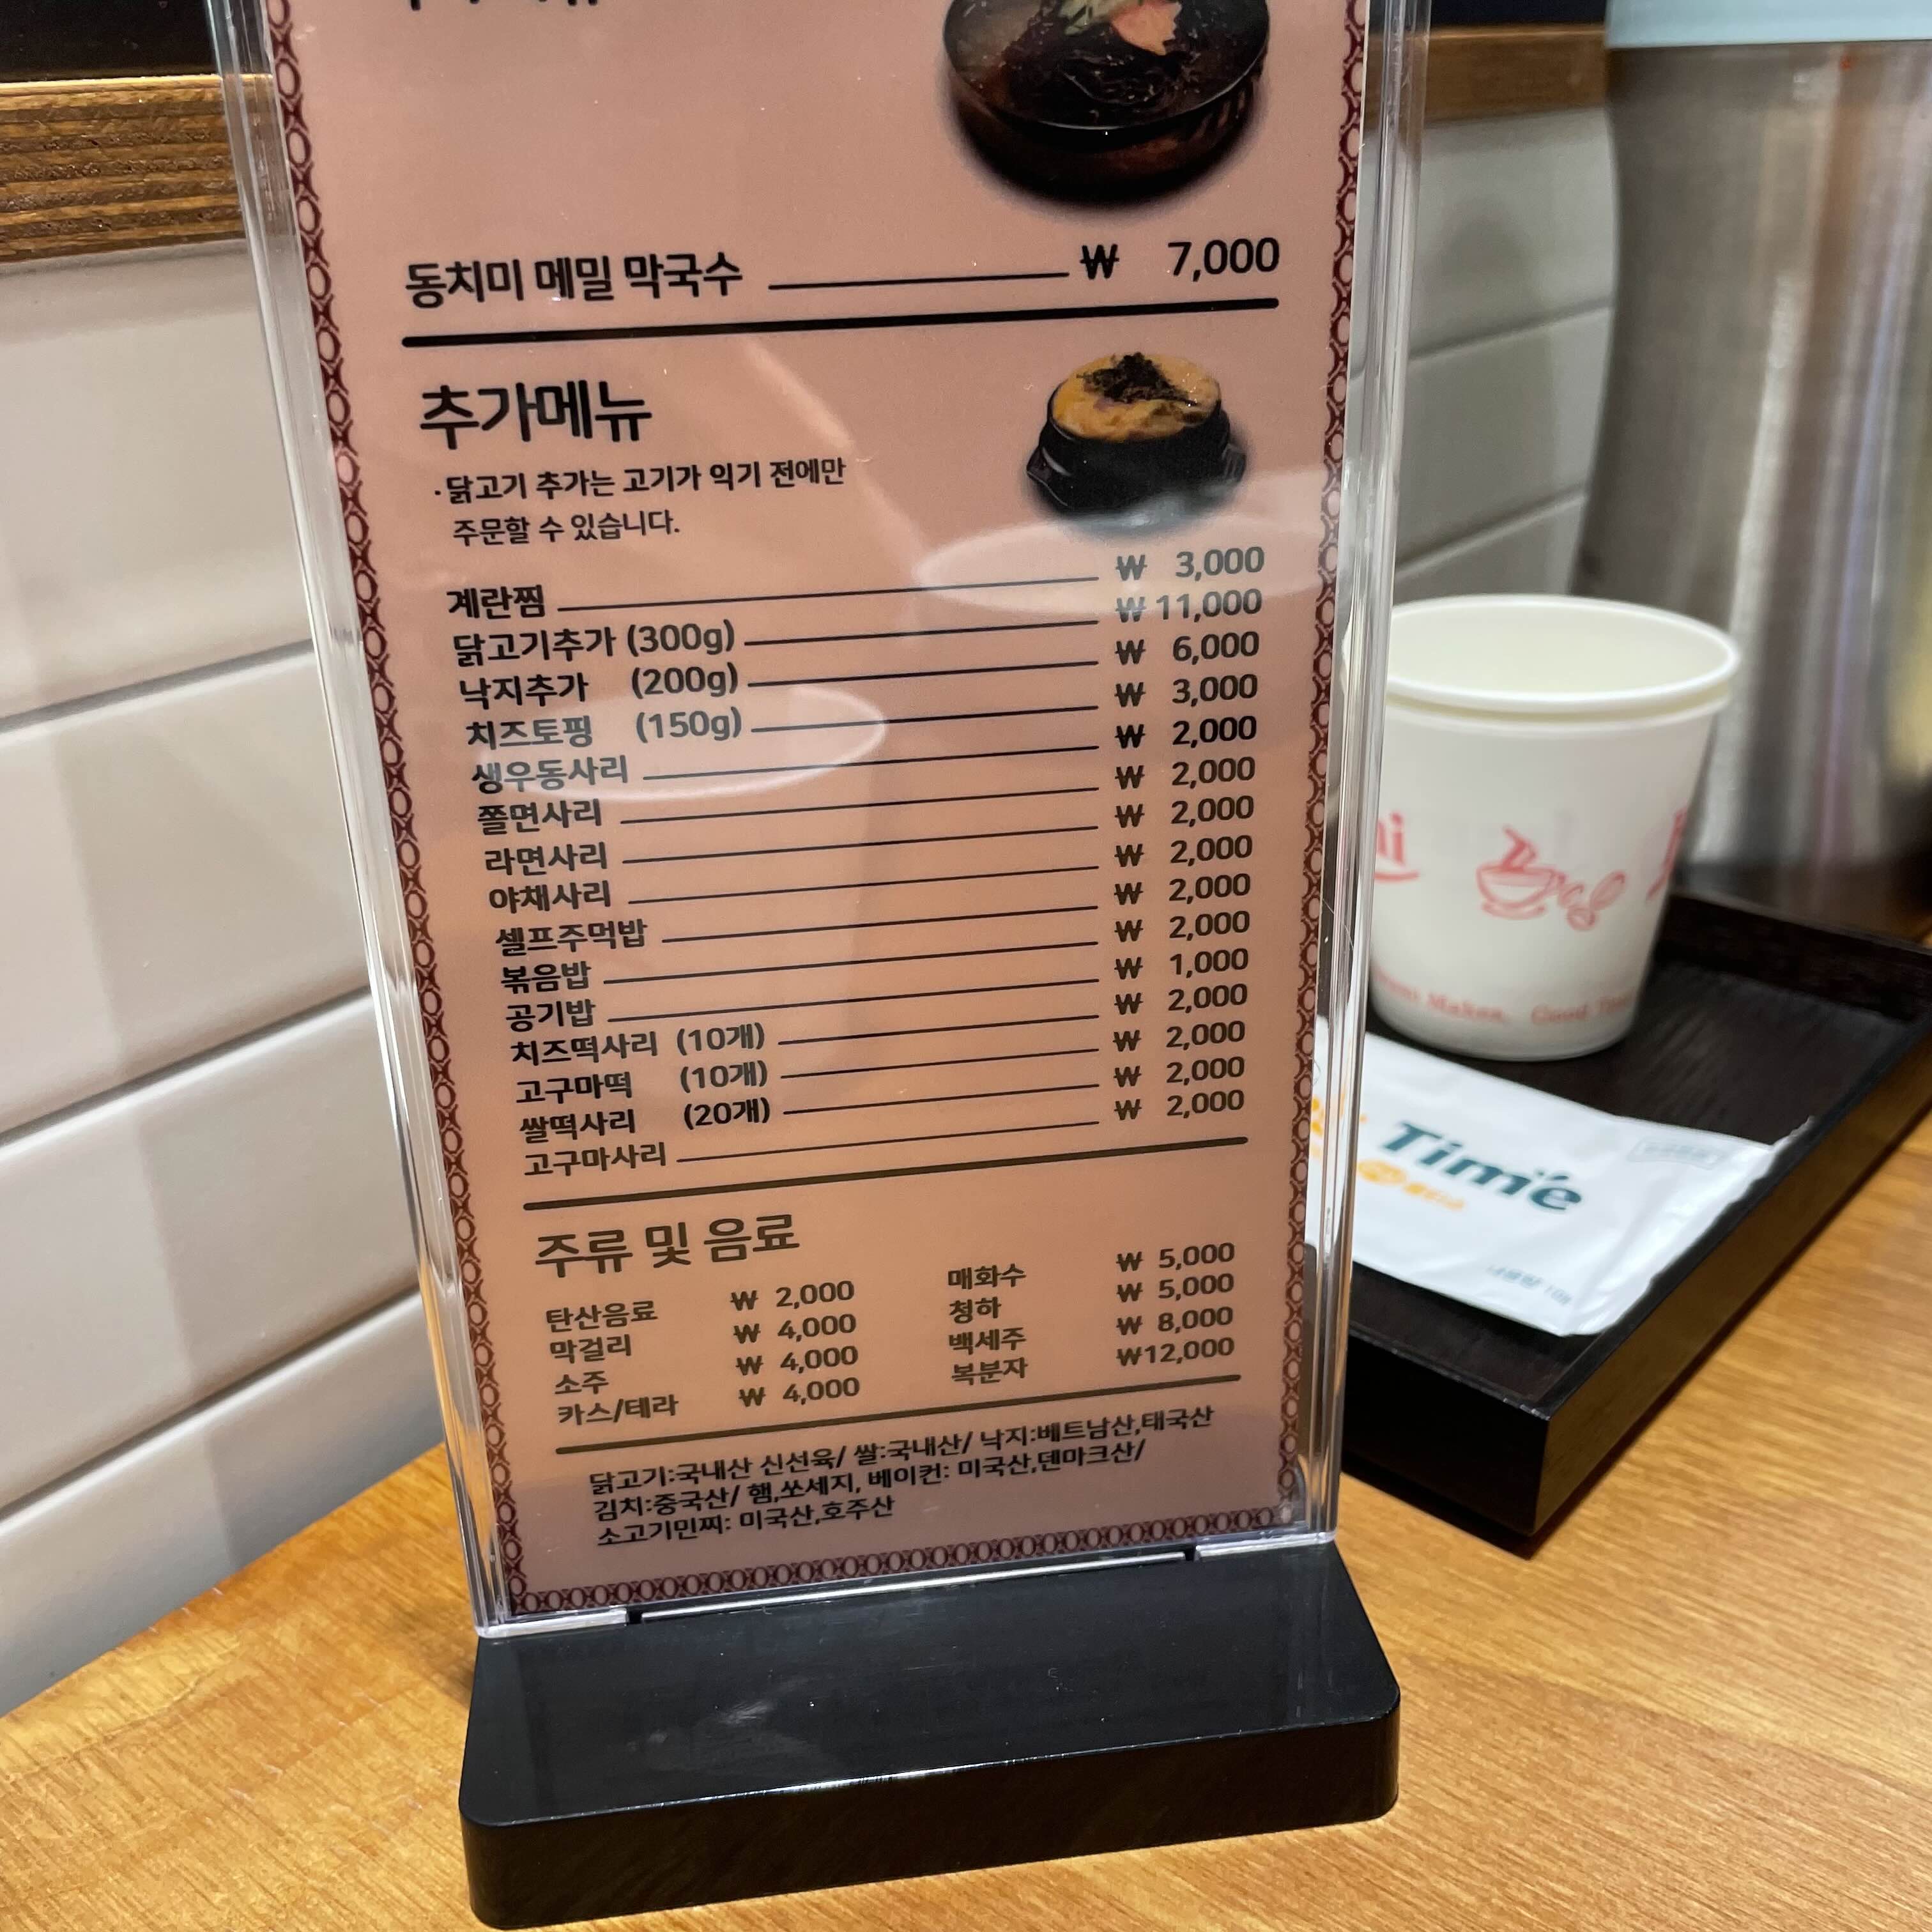 동치미 메밀 막국수 ₩ 7,000
추가메뉴
·닭고기 추가는 고기가 익기 전에만
주문할 수 있습니다.
계란찜 ₩ 3,000
닭고기추가 (300g) ₩ 11,000
낙지추가 (200g) ₩ 6,000
치즈토핑 (150g) ₩ 3,000
생우동사리 ₩ 2,000
쫄면사리 ₩ 2,000
라면사리 ₩ 2,000
야채사리 ₩ 2,000
셀프주먹밥 ₩ 2,000
볶음밥 ₩ 2,000
공기밥 ₩ 1,000
치즈떡사리 (10개) ₩ 2,000
고구마떡 (10개) ₩ 2,000
쌀떡사리 (20개) ₩ 2,000
고구마사리 ₩ 2,000
주류 및 음료
탄산음료 ₩ 2,000 매화수 ₩ 5,000
막걸리 ₩ 4,000 청하 ₩ 5,000
소주 ₩ 4,000 백세주 ₩ 8,000
카스/테라 ₩ 4,000 복분자 ₩12,000
닭고기:국내산 신선육/ 쌀:국내산/ 낙지:베트남산,태국산
김치:중국산/ 햄,쏘세지, 베이컨: 미국산,덴마크산/
소고기민찌: 미국산,호주산
Good
Time